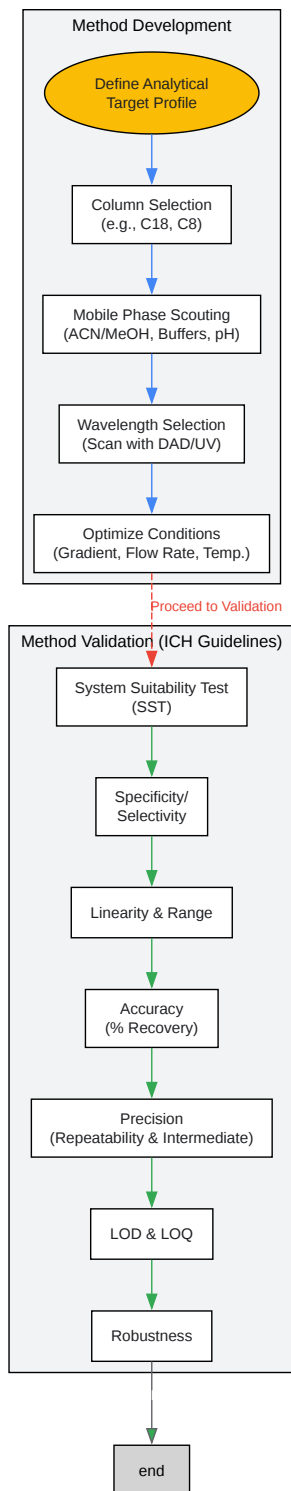 Method Development
Define Analytical
Target Profile
Column Selection
(e.g., C18, C8)
Mobile Phase Scouting
(ACN/MeOH, Buffers, pH)
Wavelength Selection
(Scan with DAD/UV)
Optimize Conditions
(Gradient, Flow Rate, Temp.)
Proceed to Validation
Method Validation (ICH Guidelines)
System Suitability Test
(SST)
Specificity/
Selectivity
Linearity & Range
Accuracy
(% Recovery)
Precision
(Repeatability & Intermediate)
LOD & LOQ
Robustness
end